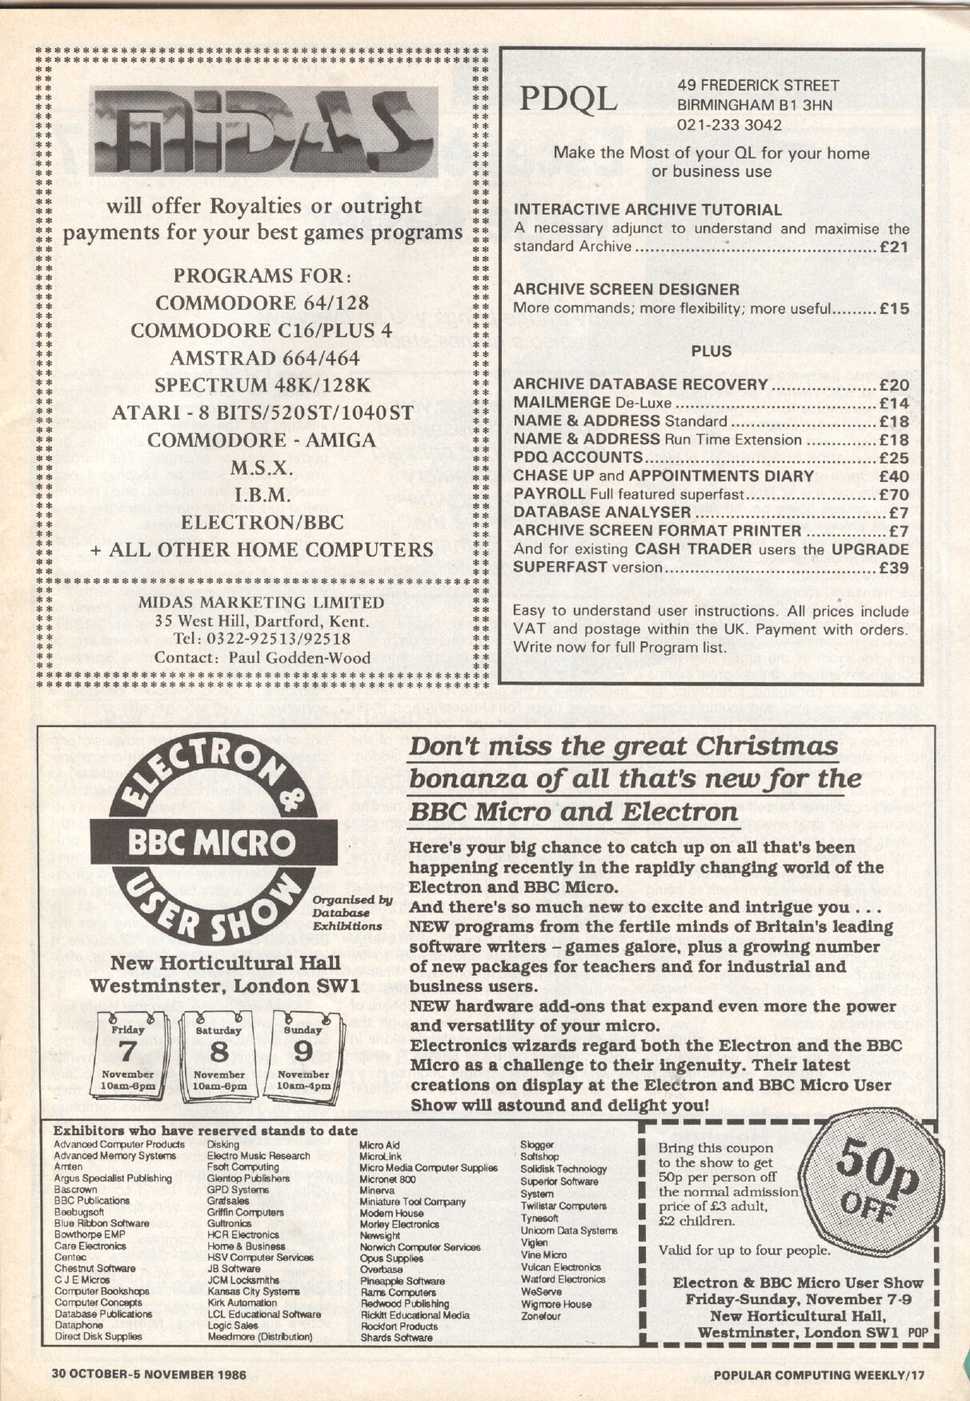 MIDAS
will offer Royalties or outright
payments for your best games programs
PROGRAMS FOR:
COMMODORE 64/128
COMMODORE C16/PLUS 4
AMSTRAD 664/464
SPECTRUM 48K/128K
ATARI - 8 BITS/520ST/1040ST
COMMODORE - AMIGA
M.S.X.
I.B.M.
ELECTRON/BBC
+ ALL OTHER HOME COMPUTERS
MIDAS MARKETING LIMITED
35 West Hill, Dartford, Kent.
Tel: 0322-92513/92518
Contact: Paul Godden-Wood
PDQL
49 FREDERICK STREET
BIRMINGHAM B1 3HN
021-233 3042
Make the Most of your QL for your home
or business use
INTERACTIVE ARCHIVE TUTORIAL
A necessary adjunct to understand and maximise the
standard Archive ........................................£21
ARCHIVE SCREEN DESIGNER
More commands; more flexibility; more useful.........£15
PLUS
ARCHIVE DATABASE RECOVERY ..................£20
MAILMERGE De-Luxe ..................................£14
NAME & ADDRESS Standard .........................£18
NAME & ADDRESS Run Time Extension ............£18
PDQ ACCOUNTS.......................................£25
CHASE UP and APPOINTMENTS DIARY £40
PAYROLL Full featured superfast......................£70
DATABASE ANALYSER ................................£7
ARCHIVE SCREEN FORMAT PRINTER ..............£7
And for existing CASH TRADER users the UPGRADE
SUPERFAST version....................................£39
Easy to understand user instructions. All prices include
VAT and postage within the UK. Payment with orders.
Write now for full Program list.
ELECTRON &
BBC MICRO
USER SHOW
Organised by
Database
Exhibitions
New Horticultural Hall
Westminster, London SW1
Friday
7
November
10am-6pm
Saturday
8
November
10am-6pm
Sunday
9
November
10am-4pm
Don't miss the great Christmas
bonanza of all that's new for the
BBC Micro and Electron
Here's your big chance to catch up on all that's been
happening recently in the rapidly changing world of the
Electron and BBC Micro.
And there's so much new to excite and intrigue you . . .
NEW programs from the fertile minds of Britain's leading
software writers – games galore, plus a growing number
of new packages for teachers and for industrial and
business users.
NEW hardware add-ons that expand even more the power
and versatility of your micro.
Electronics wizards regard both the Electron and the BBC
Micro as a challenge to their ingenuity. Their latest
creations on display at the Electron and BBC Micro User
Show will astound and delight you!
Exhibitors who have reserved stands to date
Advanced Computer Products
Advanced Memory Systems
Amten
Argus Specialist Publishing
Bascrown
BBC Publications
Beebugsoft
Blue Ribbon Software
Bowthorpe EMP
Care Electronics
Centec
Chestnut Software
C J E Micros
Computer Bookshops
Computer Concepts
Database Publications
Dataphone
Direct Disk Supplies
Disking
Electro Music Research
Fsoft Computing
Glentop Publishers
GPD Systems
Grafsales
Griffin Computers
Gultronics
HCR Electronics
Home & Business
HSV Computer Services
JB Software
JCM Locksmiths
Kansas City Systems
Kirk Automation
LCL Educational Software
Logic Sales
Meedmore (Distribution)
Micro Aid
MicroLink
Micro Media Computer Supplies
Micronet 800
Minerva
Miniature Tool Company
Modem House
Morley Electronics
Newsight
Norwich Computer Services
Opus Supplies
Overbase
Pineapple Software
Rams Computers
Redwood Publishing
Rickitt Educational Media
Rockfort Products
Shards Software
Slogger
Softshop
Solidisk Technology
Superior Software
System
Twillstar Computers
Tynesoft
Unicom Data Systems
Viglen
Vine Micro
Vulcan Electronics
Watford Electronics
WeServe
Wigmore House
Zonefour
Bring this coupon
to the show to get
50p per person off
the normal admission
price of £3 adult,
£2 children.
Valid for up to four people.
50p
OFF
Electron & BBC Micro User Show
Friday-Sunday, November 7-9
New Horticultural Hall,
Westminster, London SW1 POP
30 OCTOBER-5 NOVEMBER 1986
POPULAR COMPUTING WEEKLY/17